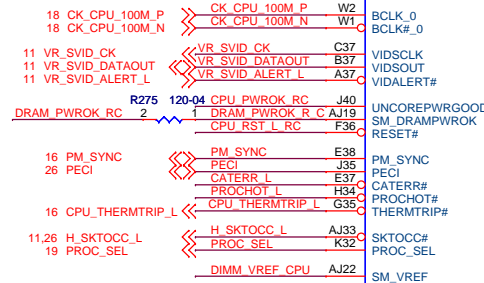 18 CK_CPU_100M_P CK_CPU_100M_P W2 BCLK_0
18 CK_CPU_100M_N CK_CPU_100M_N W1 BCLK#_0
11 VR_SVID_CK VR_SVID_CK C37 VIDSCLK
11 VR_SVID_DATAOUT VR_SVID_DATAOUT B37 VIDSOUT
11 VR_SVID_ALERT_L VR_SVID_ALERT_L A37 VIDALERT#
R275 120-04 CPU_PWROK_RC J40 UNCOREPWRGOOD
DRAM_PWROK_RC 2 1 DRAM_PWROK_R_C AJ19 SM_DRAMPWROK
CPU_RST_L_RC F36 RESET#
16 PM_SYNC PM_SYNC E38 PM_SYNC
26 PECI PECI J35 PECI
CATERR_L E37 CATERR#
PROCHOT_L H34 PROCHOT#
16 CPU_THERMTRIP_L CPU_THERMTRIP_L G35 THERMTRIP#
11,26 H_SKTOCC_L H_SKTOCC_L AJ33 SKTOCC#
19 PROC_SEL PROC_SEL K32 PROC_SEL
DIMM_VREF_CPU AJ22 SM_VREF